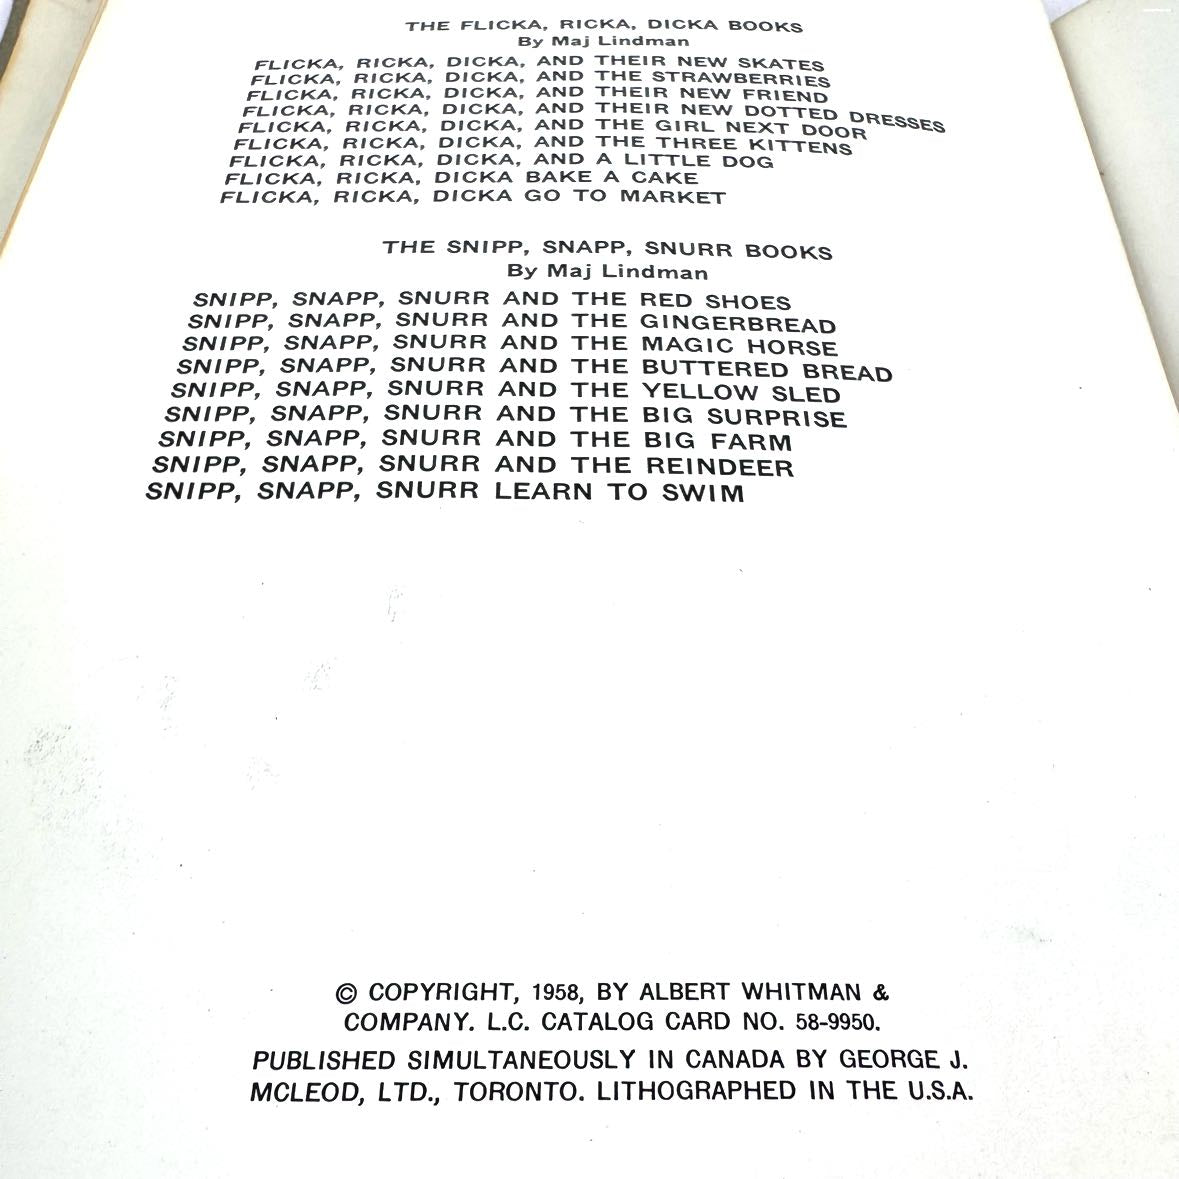 THE FLICKA, RICKA, DICKA BOOKS
By Maj Lindman
FLICKA, RICKA, DICKA, AND THEIR NEW SKATES
FLICKA, RICKA, DICKA, AND THE STRAWBERRIES
FLICKA, RICKA, DICKA, AND THEIR NEW FRIEND
FLICKA, RICKA, DICKA, AND THEIR NEW DOTTED DRESSES
FLICKA, RICKA, DICKA, AND THE GIRL NEXT DOOR
FLICKA, RICKA, DICKA, AND THE THREE KITTENS
FLICKA, RICKA, DICKA, AND A LITTLE DOG
FLICKA, RICKA, DICKA BAKE A CAKE
FLICKA, RICKA, DICKA GO TO MARKET
THE SNIPP, SNAPP, SNURR BOOKS
By Maj Lindman
SNIPP, SNAPP, SNURR AND THE RED SHOES
SNIPP, SNAPP, SNURR AND THE GINGERBREAD
SNIPP, SNAPP, SNURR AND THE MAGIC HORSE
SNIPP, SNAPP, SNURR AND THE BUTTERED BREAD
SNIPP, SNAPP, SNURR AND THE YELLOW SLED
SNIPP, SNAPP, SNURR AND THE BIG SURPRISE
SNIPP, SNAPP, SNURR AND THE BIG FARM
SNIPP, SNAPP, SNURR AND THE REINDEER
SNIPP, SNAPP, SNURR LEARN TO SWIM
© COPYRIGHT, 1958, BY ALBERT WHITMAN &
COMPANY. L.C. CATALOG CARD NO. 58-9950.
PUBLISHED SIMULTANEOUSLY IN CANADA BY GEORGE J.
MCLEOD, LTD., TORONTO. LITHOGRAPHED IN THE U.S.A.